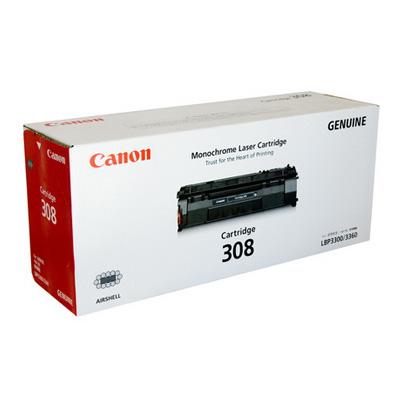 GENUINE
Canon
Monochrome Laser Cartridge
Trust for the Heart of Printing
Cartridge
308
LBP3300/3360
AIRSHELL
Canon
Cartridge
308